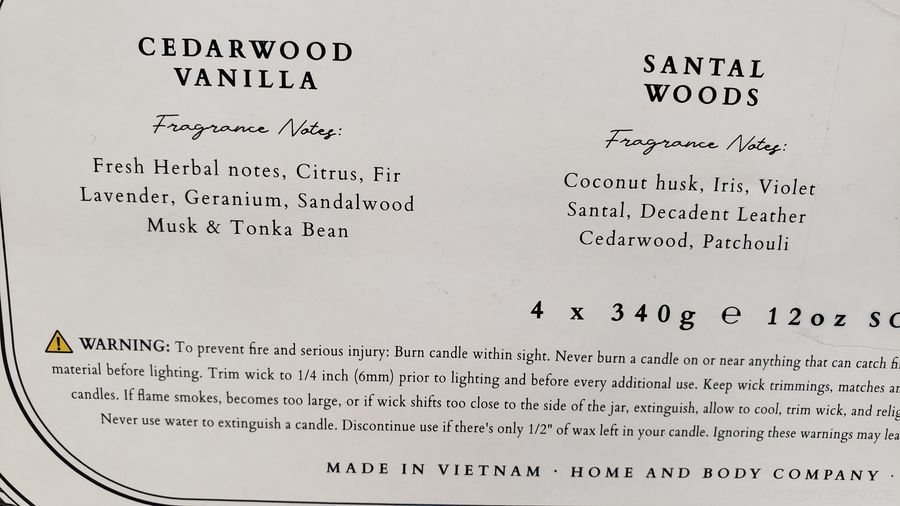 CEDARWOOD
VANILLA
Fragrance Notes:
Fresh Herbal notes, Citrus, Fir
Lavender, Geranium, Sandalwood
Musk & Tonka Bean
SANTAL
WOODS
Fragrance Notes:
Coconut husk, Iris, Violet
Santal, Decadent Leather
Cedarwood, Patchouli
4 x 340g ℮ 12oz
WARNING: To prevent fire and serious injury: Burn candle within sight. Never burn a candle on or near anything that can catch
material before lighting. Trim wick to 1/4 inch (6mm) prior to lighting and before every additional use. Keep wick trimmings, matches
candles. If flame smokes, becomes too large, or if wick shifts too close to the side of the jar, extinguish, allow to cool, trim wick, and
Never use water to extinguish a candle. Discontinue use if there's only 1/2" of wax left in your candle. Ignoring these warnings may
MADE IN VIETNAM · HOME AND BODY COMPANY ·
Auction Service